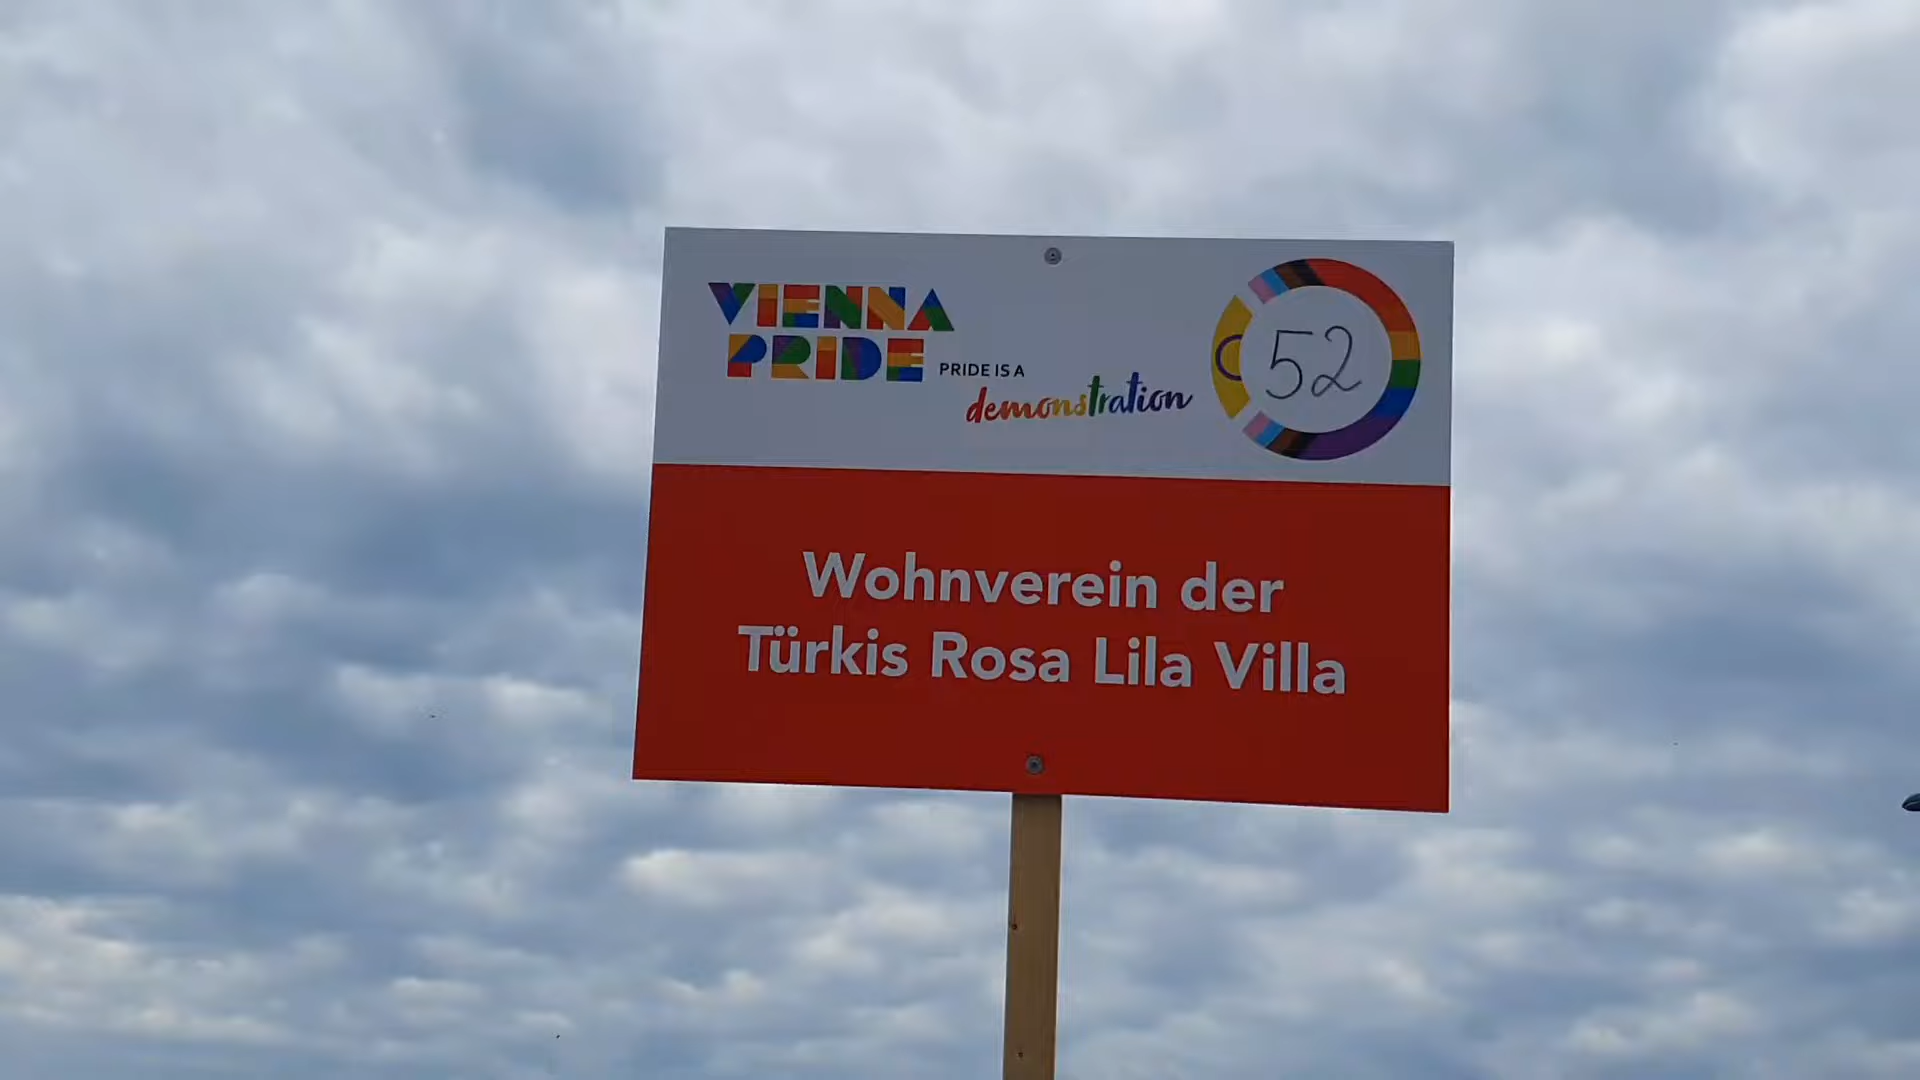 VIENNA
PRIDE
PRIDE IS A
demonstration
52
Wohnverein der
Türkis Rosa Lila Villa